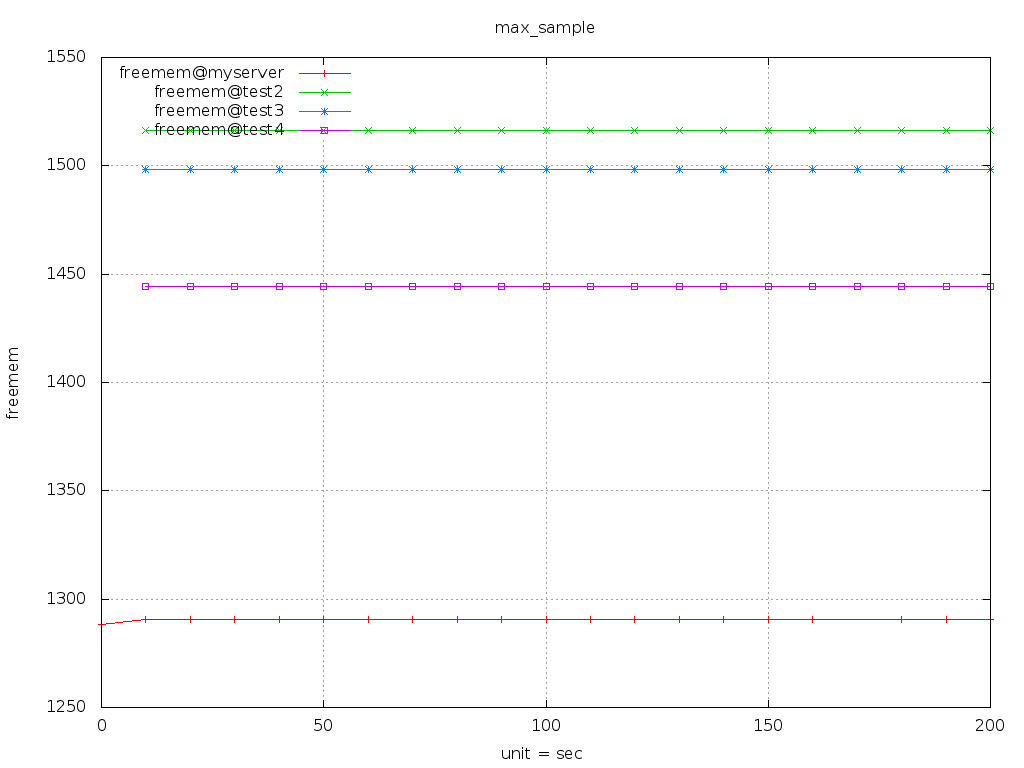 max_sample
1550
freemem@myserver
freemem@test2
freemem@test3
freemem@test4
1500
1450
1400
freemem
1350
1300
1250
0 50 100 150 200
unit = sec